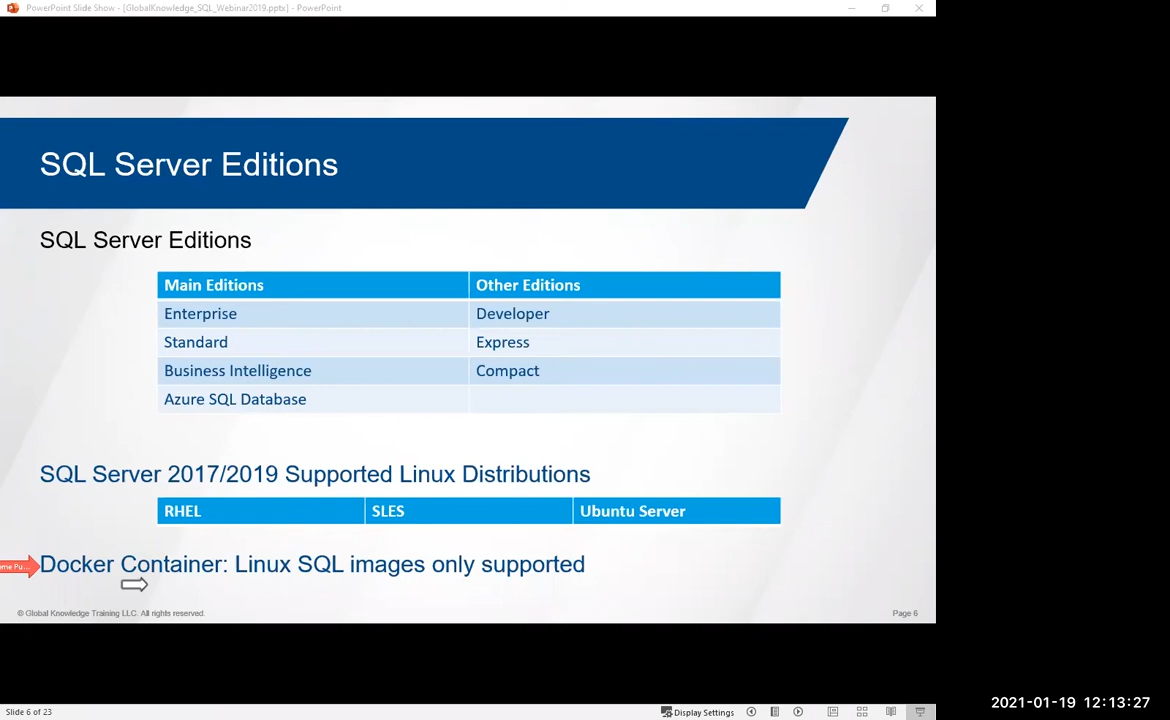 PowerPoint Slide Show - [GlobalKnowledge_SQL_Webinar2019.pptx] - PowerPoint
SQL Server Editions
SQL Server Editions
Main Editions Other Editions
Enterprise Developer
Standard Express
Business Intelligence Compact
Azure SQL Database
SQL Server 2017/2019 Supported Linux Distributions
RHEL SLES Ubuntu Server
Docker Container: Linux SQL images only supported
© Global Knowledge Training LLC. All rights reserved. Page 6
2021-01-19 12:13:27
Slide 6 of 23 Display Settings